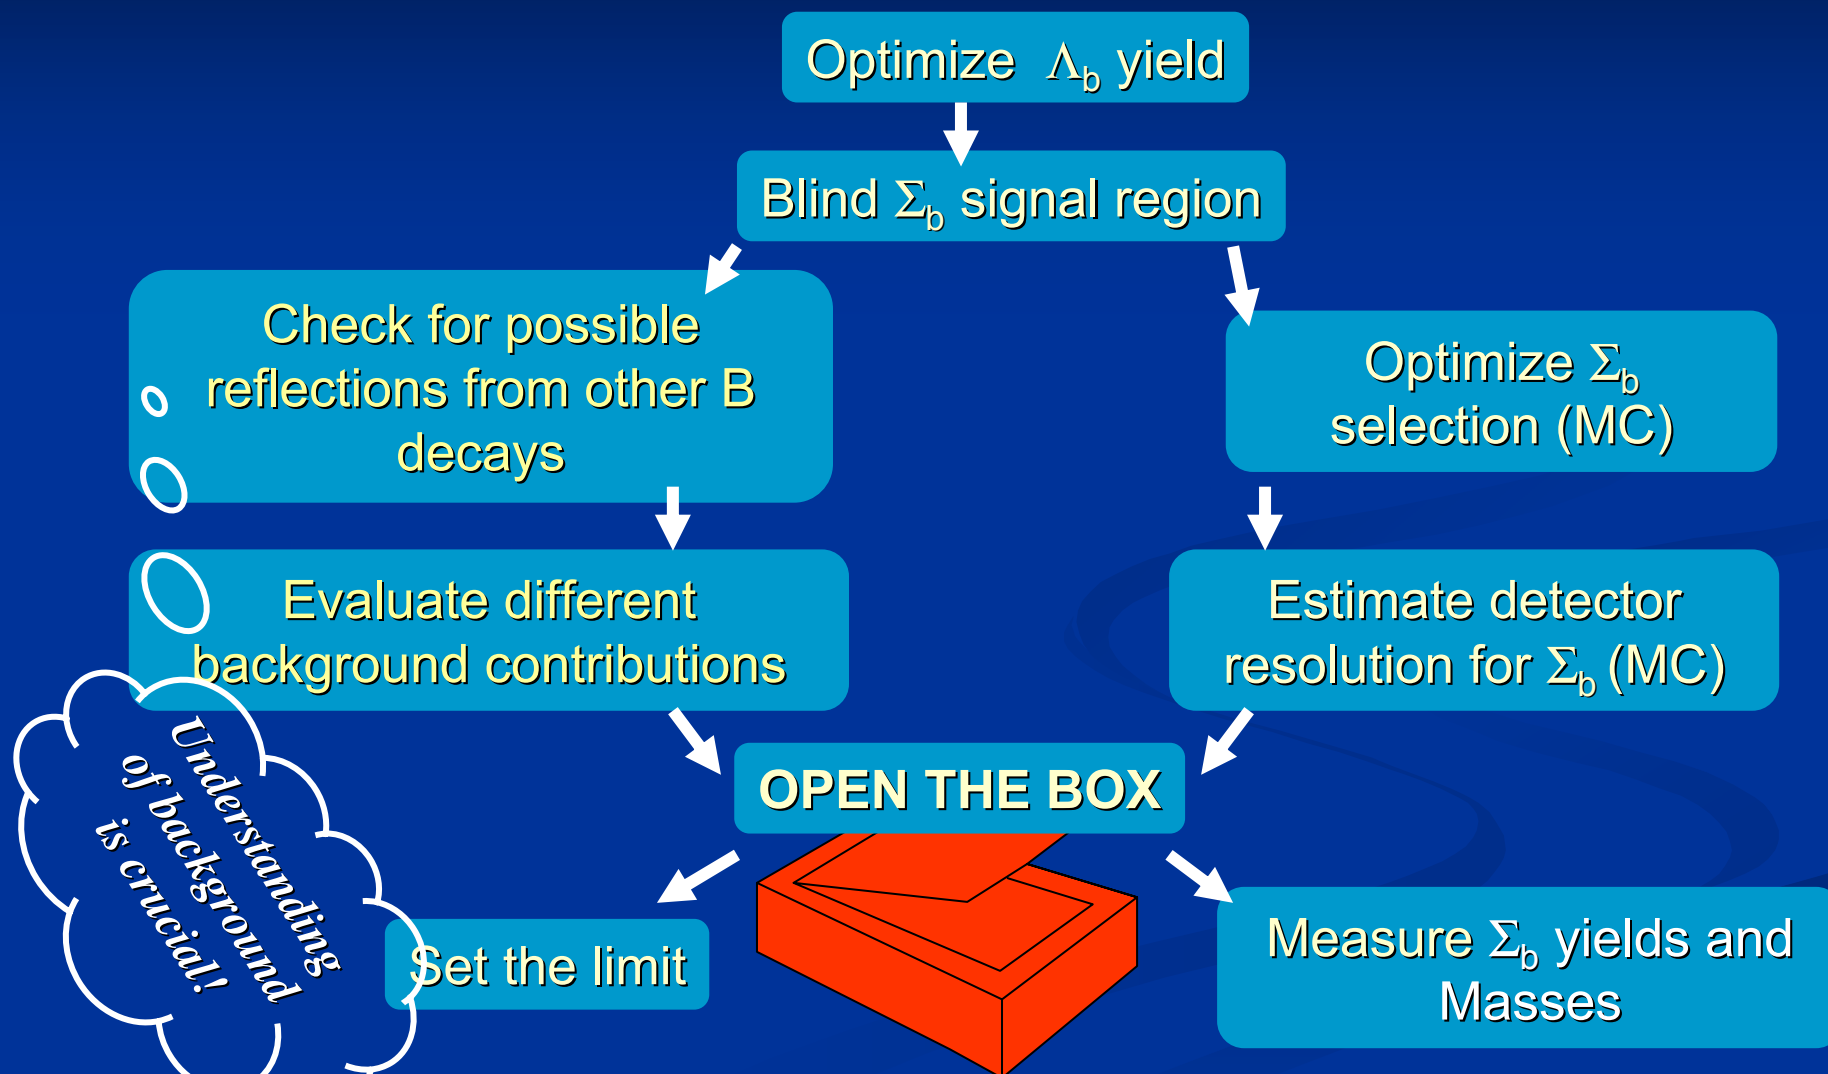 Optimize Λb yield
Blind Σb signal region
Check for possible
reflections from other B
decays
Optimize Σb
selection (MC)
Evaluate different
background contributions
Estimate detector
resolution for Σb (MC)
Understanding
of background
is crucial!
OPEN THE BOX
Set the limit
Measure Σb yields and
Masses